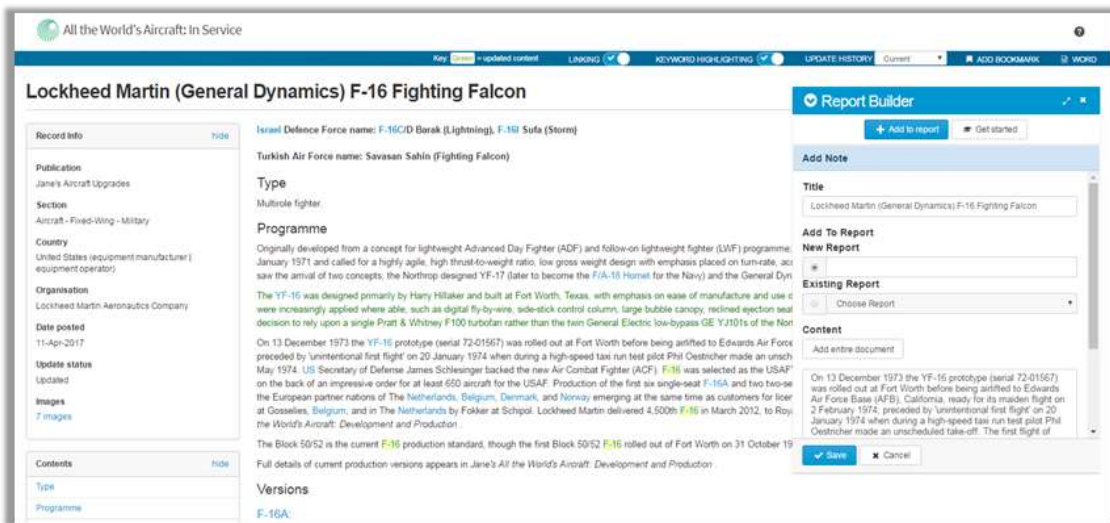 All the World's Aircraft: In Service
Key: Green = updated content
LINKING
KEYWORD HIGHLIGHTING
UPDATE HISTORY
Current
ADD BOOKMARK
WORD
Lockheed Martin (General Dynamics) F-16 Fighting Falcon
Record Info
hide
Publication
Jane's Aircraft Upgrades
Section
Aircraft - Fixed-Wing - Military
Country
United States (equipment manufacturer |
equipment operator)
Organisation
Lockheed Martin Aeronautics Company
Date posted
11-Apr-2017
Update status
Updated
Images
7 images
Contents
hide
Type
Programme
Israel Defence Force name: F-16C/D Barak (Lightning), F-16I Sufa (Storm)
Turkish Air Force name: Savasan Sahin (Fighting Falcon)
Type
Multirole fighter.
Programme
Originally developed from a concept for lightweight Advanced Day Fighter (ADF) and follow-on lightweight fighter (LWF) programme:
January 1971 and called for a highly agile, high thrust-to-weight ratio, low gross weight design with emphasis placed on turn-rate,
saw the arrival of two concepts; the Northrop designed YF-17 (later to become the F/A-18 Hornet for the Navy) and the General
The YF-16 was designed primarily by Harry Hillaker and built at Fort Worth, Texas, with emphasis on ease of manufacture and use
were increasingly applied where able, such as digital fly-by-wire, side-stick control column, large bubble canopy, reclined ejection
decision to rely upon a single Pratt & Whitney F100 turbofan rather than the twin General Electric low-bypass GE YJ101s of the
On 13 December 1973 the YF-16 prototype (serial 72-01567) was rolled out at Fort Worth before being airlifted to Edwards Air
preceded by 'unintentional first flight' on 20 January 1974 when during a high-speed taxi run test pilot Phil Oestricher made an
May 1974. US Secretary of Defense James Schlesinger backed the new Air Combat Fighter (ACF). F-16 was selected as the
on the back of an impressive order for at least 650 aircraft for the USAF. Production of the first six single-seat F-16A and two
the European partner nations of The Netherlands, Belgium, Denmark, and Norway emerging at the same time as customers for
at Gosselies, Belgium, and in The Netherlands by Fokker at Schipol. Lockheed Martin delivered 4,500th F-16 in March 2012, to
the World's Aircraft: Development and Production .
The Block 50/52 is the current F-16 production standard, though the first Block 50/52 F-16 rolled out of Fort Worth on 31 October
Full details of current production versions appears in Jane's All the World's Aircraft: Development and Production .
Versions
F-16A:
Report Builder
Add to report
Get started
Add Note
Title
Lockheed Martin (General Dynamics) F-16 Fighting Falcon
Add To Report
New Report
Existing Report
Choose Report
Content
Add entire document
On 13 December 1973 the YF-16 prototype (serial 72-01567)
was rolled out at Fort Worth before being airlifted to Edwards
Air Force Base (AFB), California, ready for its maiden flight on
2 February 1974; preceded by 'unintentional first flight' on 20
January 1974 when during a high-speed taxi run test pilot Phil
Oestricher made an unscheduled take-off. The first flight of
Save
Cancel